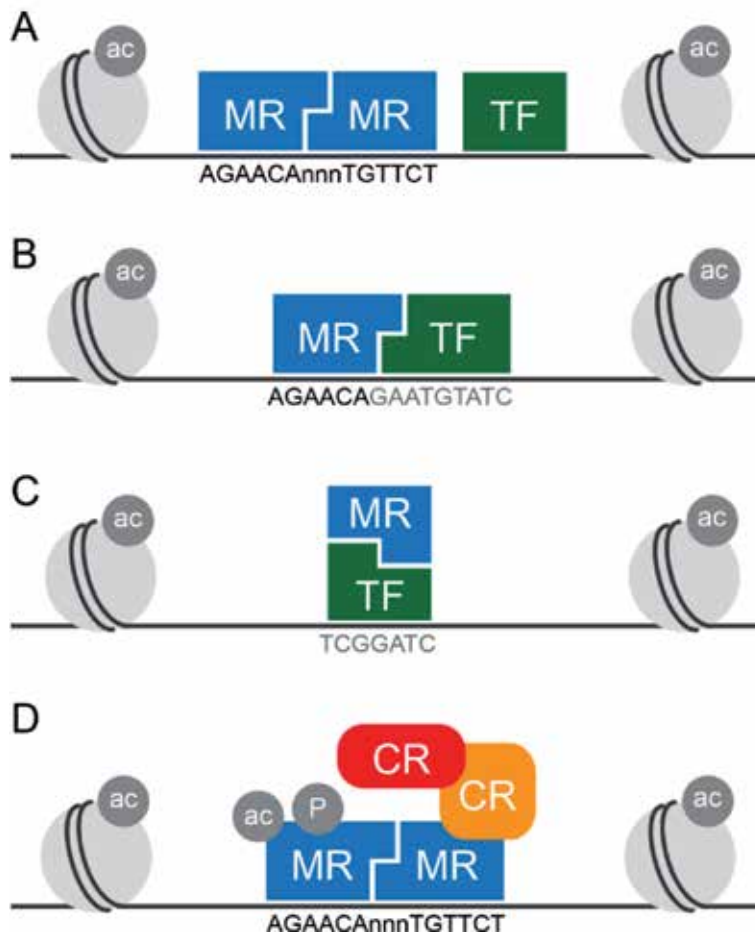 A
ac
ac
MR MR TF
AGAACAnnnTGTTCT
B
ac
ac
MR TF
AGAACAGAATGTATC
C
ac
ac
MR
TF
TCGGATC
D
CR
CR
ac
ac P
ac
MR MR
AGAACAnnnTGTTCT